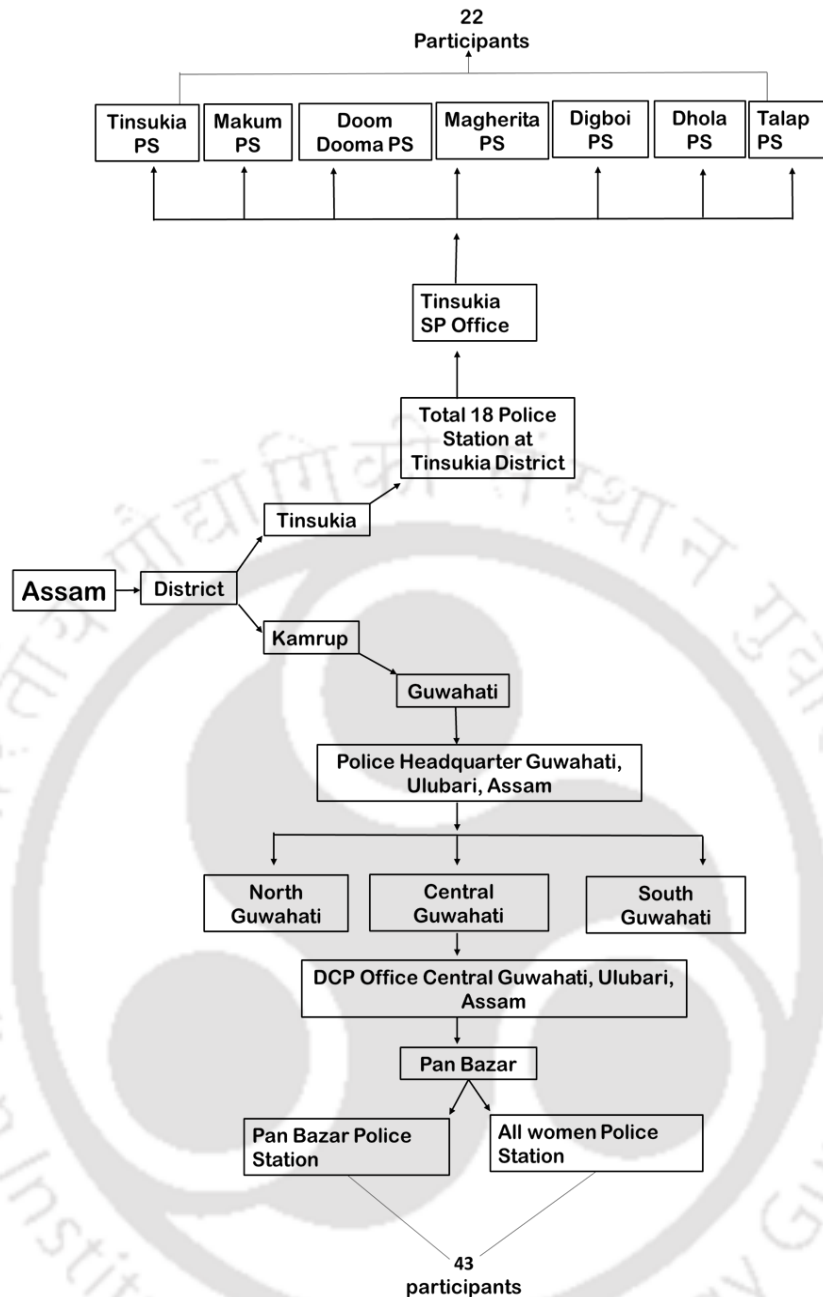 22
Participants
Tinsukia
PS
Makum
PS
Doom
Dooma PS
Magherita
PS
Digboi
PS
Dhola
PS
Talap
PS
Tinsukia
SP Office
Total 18 Police
Station at
Tinsukia District
Tinsukia
Assam
District
Kamrup
Guwahati
Police Headquarter Guwahati,
Ulubari, Assam
North
Guwahati
Central
Guwahati
South
Guwahati
DCP Office Central Guwahati, Ulubari,
Assam
Pan Bazar
Pan Bazar Police
Station
All women Police
Station
43
participants